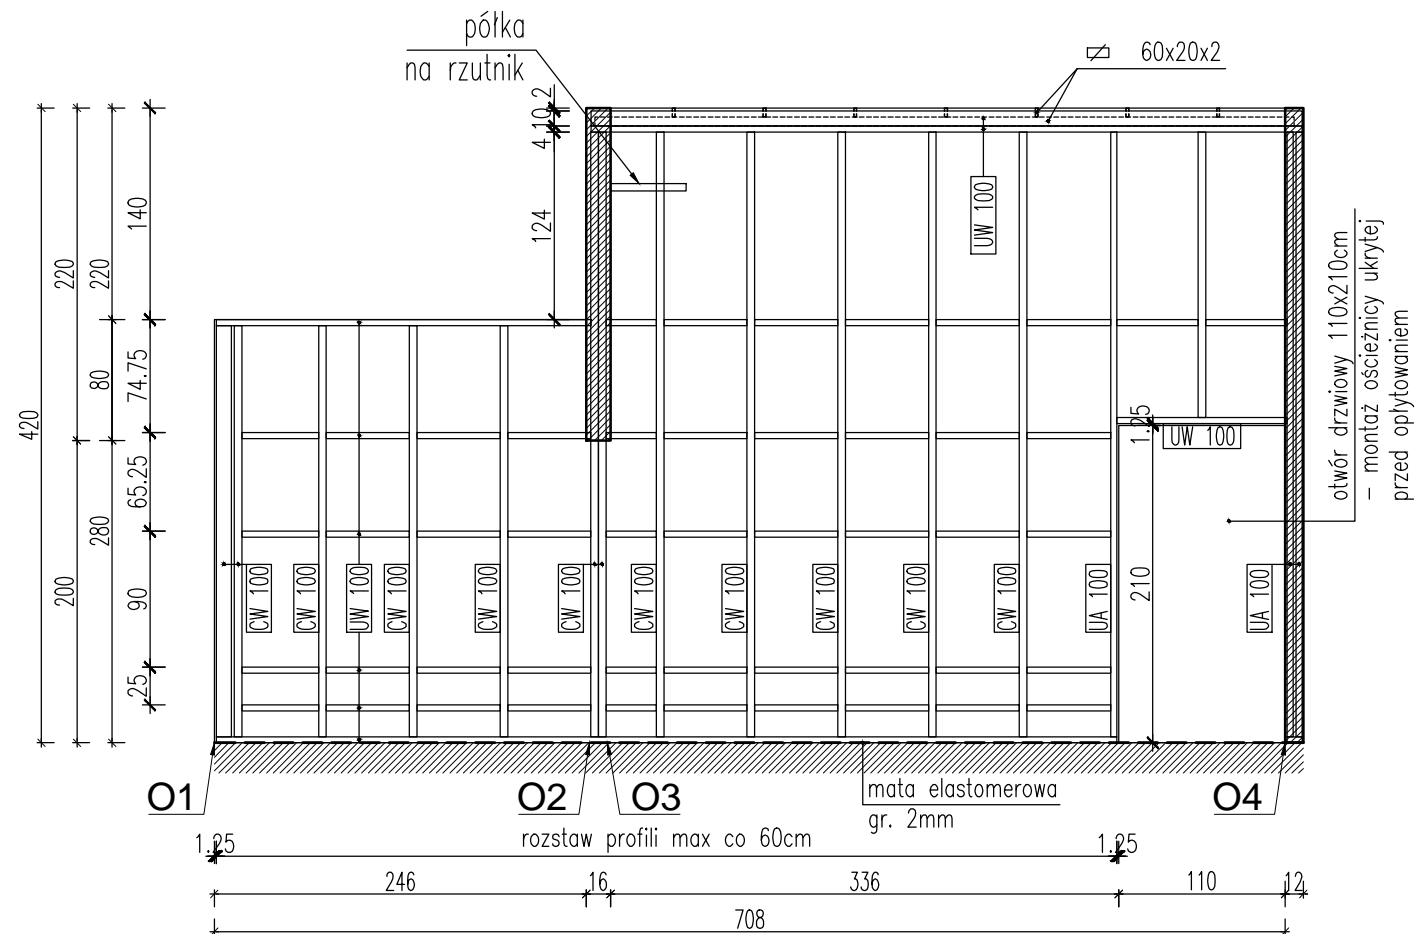 półka
na rzutnik
60x20x2
2
10
4
124
140
220
220
420
80
74.75
65.25
280
200
90
25
UW 100
otwór drzwiowy 110x210cm
– montaż ościeżnicy ukrytej
przed opłytowaniem
1.25
UW 100
210
CW 100
CW 100
UW 100
CW 100
CW 100
CW 100
CW 100
CW 100
CW 100
CW 100
CW 100
UA 100
UA 100
O1
O2
O3
O4
mata elastomerowa
gr. 2mm
rozstaw profili max co 60cm
1.25
1.25
246
16
336
110
12
708